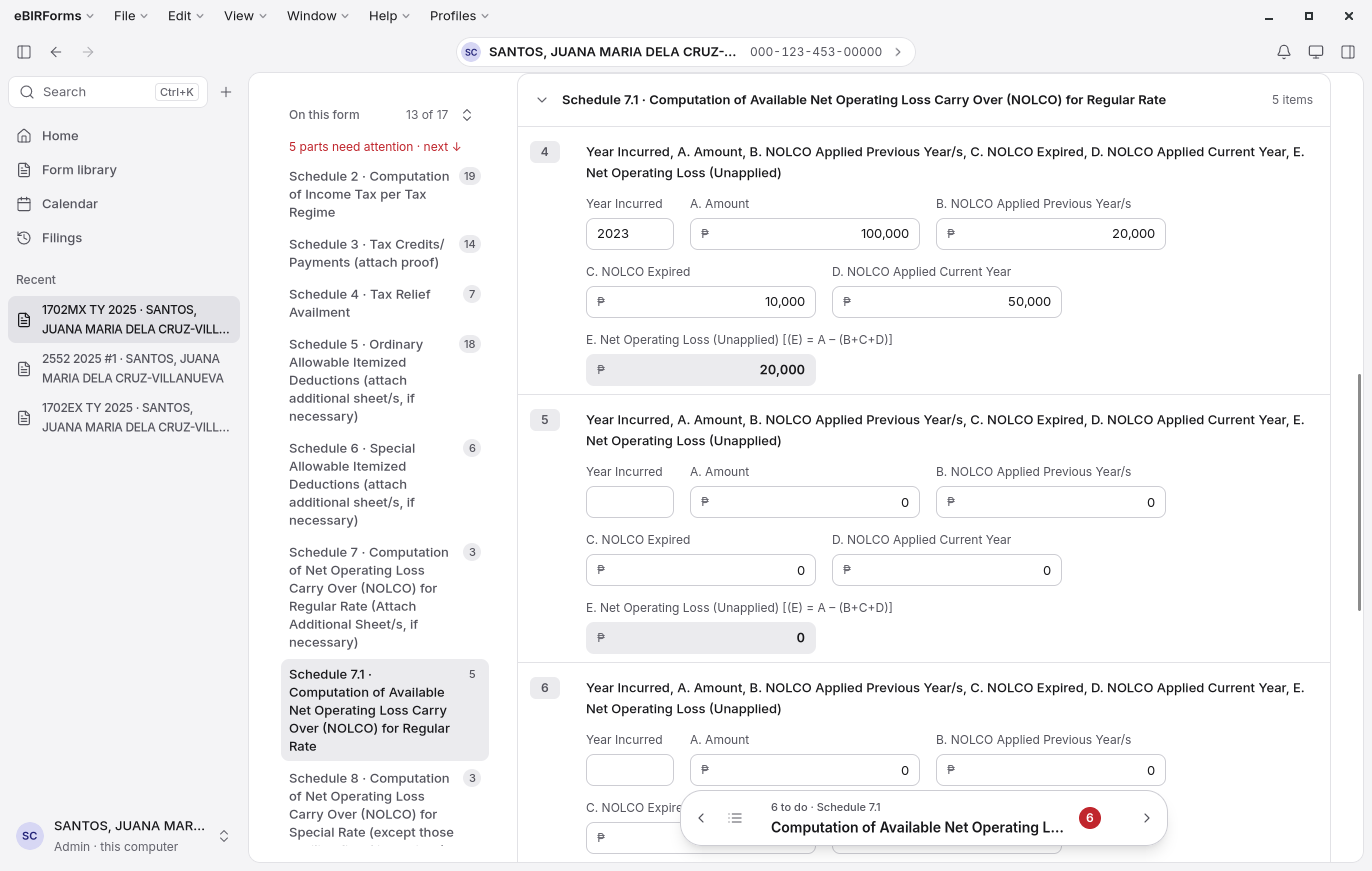 eBIRForms File Edit View Window Help Profiles
SC SANTOS, JUANA MARIA DELA CRUZ-... 000-123-453-00000
Search Ctrl+K
Home
Form library
Calendar
Filings
Recent
1702MX TY 2025 · SANTOS,
JUANA MARIA DELA CRUZ-VILL...
2552 2025 #1 · SANTOS, JUANA
MARIA DELA CRUZ-VILLANUEVA
1702EX TY 2025 · SANTOS,
JUANA MARIA DELA CRUZ-VILL...
SC SANTOS, JUANA MAR...
Admin · this computer
On this form 13 of 17
5 parts need attention · next ↓
Schedule 2 · Computation 19
of Income Tax per Tax
Regime
Schedule 3 · Tax Credits/ 14
Payments (attach proof)
Schedule 4 · Tax Relief 7
Availment
Schedule 5 · Ordinary 18
Allowable Itemized
Deductions (attach
additional sheet/s, if
necessary)
Schedule 6 · Special 6
Allowable Itemized
Deductions (attach
additional sheet/s, if
necessary)
Schedule 7 · Computation 3
of Net Operating Loss
Carry Over (NOLCO) for
Regular Rate (Attach
Additional Sheet/s, if
necessary)
Schedule 7.1 · 5
Computation of Available
Net Operating Loss Carry
Over (NOLCO) for Regular
Rate
Schedule 8 · Computation 3
of Net Operating Loss
Carry Over (NOLCO) for
Special Rate (except those
Schedule 7.1 · Computation of Available Net Operating Loss Carry Over (NOLCO) for Regular Rate 5 items
4 Year Incurred, A. Amount, B. NOLCO Applied Previous Year/s, C. NOLCO Expired, D. NOLCO Applied Current Year, E.
Net Operating Loss (Unapplied)
Year Incurred A. Amount B. NOLCO Applied Previous Year/s
2023 ₱ 100,000 ₱ 20,000
C. NOLCO Expired D. NOLCO Applied Current Year
₱ 10,000 ₱ 50,000
E. Net Operating Loss (Unapplied) [(E) = A – (B+C+D)]
₱ 20,000
5 Year Incurred, A. Amount, B. NOLCO Applied Previous Year/s, C. NOLCO Expired, D. NOLCO Applied Current Year, E.
Net Operating Loss (Unapplied)
Year Incurred A. Amount B. NOLCO Applied Previous Year/s
₱ 0 ₱ 0
C. NOLCO Expired D. NOLCO Applied Current Year
₱ 0 ₱ 0
E. Net Operating Loss (Unapplied) [(E) = A – (B+C+D)]
₱ 0
6 Year Incurred, A. Amount, B. NOLCO Applied Previous Year/s, C. NOLCO Expired, D. NOLCO Applied Current Year, E.
Net Operating Loss (Unapplied)
Year Incurred A. Amount B. NOLCO Applied Previous Year/s
₱ 0 ₱ 0
C. NOLCO
₱
6 to do · Schedule 7.1
Computation of Available Net Operating L... 6